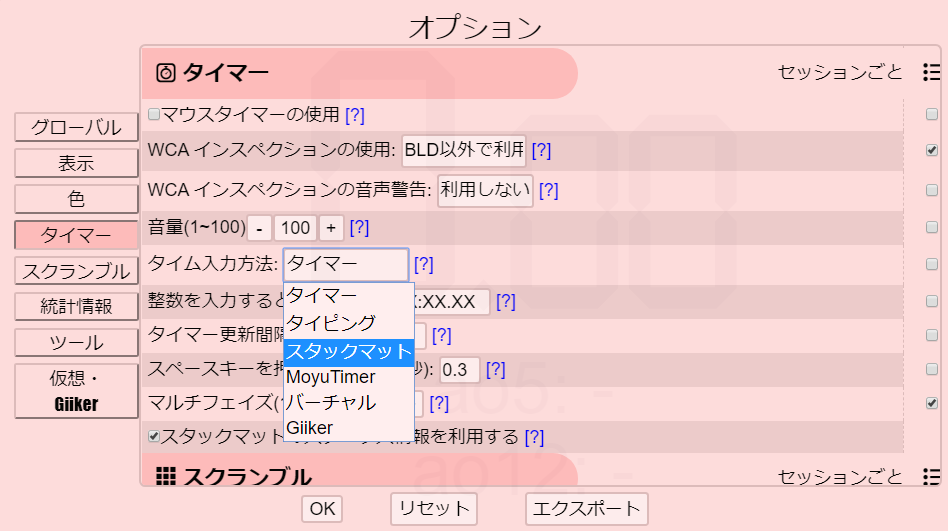 オプション
タイマー
セッションごと
グローバル
表示
色
タイマー
スクランブル
統計情報
ツール
仮想・
Giiker
マウスタイマーの使用 [?]
WCA インスペクションの使用: BLD以外で利用 [?]
WCA インスペクションの音声警告: 利用しない [?]
音量(1~100) - 100 + [?]
タイム入力方法: タイマー [?]
タイマー
タイピング
スタックマット
MoyuTimer
バーチャル
Giiker
整数を入力すると :XX.XX [?]
タイマー更新間隔 [?]
スペースキーを押 秒): 0.3 [?]
マルチフェイズ( [?]
スタックマット 情報を利用する [?]
スクランブル
セッションごと
ao5: -
ao12: -
OK
リセット
エクスポート